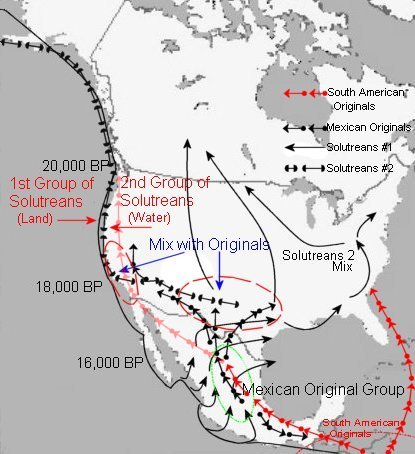 South American
Originals
Mexican Originals
Solutreans #1
Solutreans #2
20,000 BP
1st Group of
Solutreans
(Land)
2nd Group of
Solutreans
(Water)
Mix with Originals
Solutreans 2
Mix
18,000 BP
16,000 BP
Mexican Original Group
South American
Originals